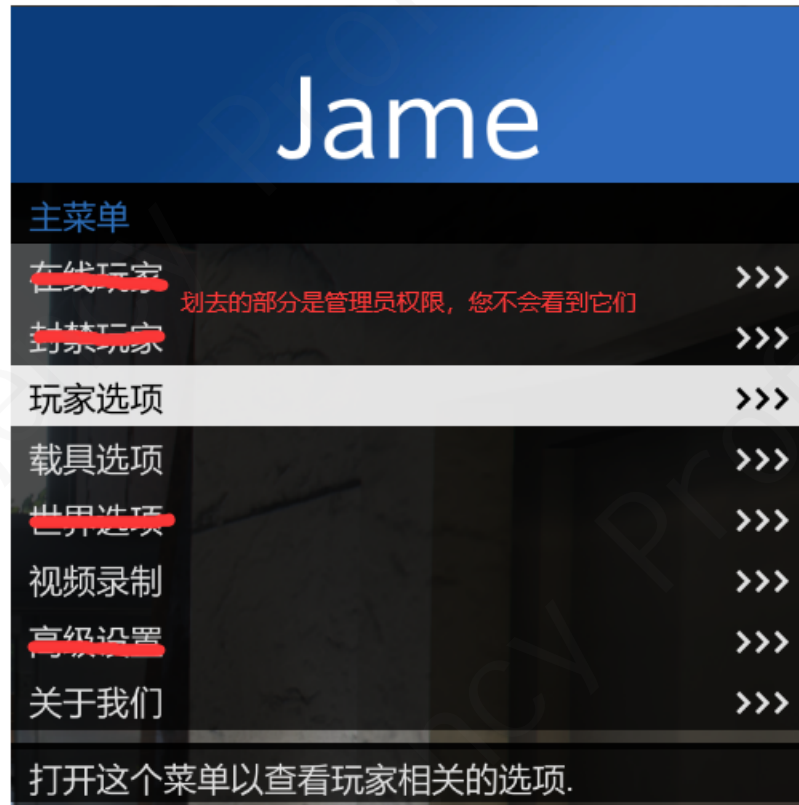 Jame
主菜单
在线玩家 >>>
划去的部分是管理员权限，您不会看到它们
封禁玩家 >>>
玩家选项 >>>
载具选项 >>>
世界选项 >>>
视频录制 >>>
高级设置 >>>
关于我们 >>>
打开这个菜单以查看玩家相关的选项.